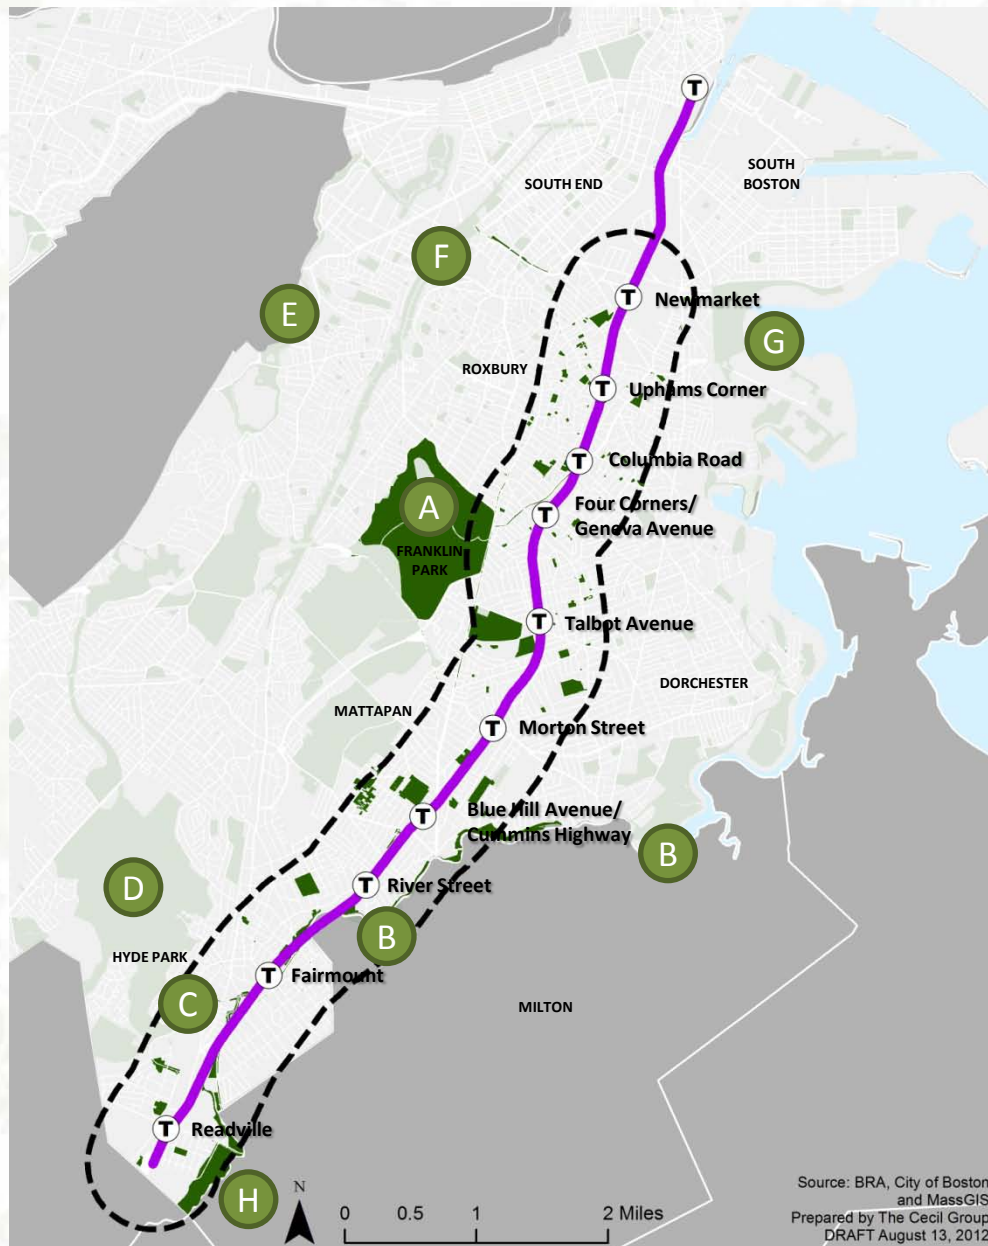 T
SOUTH END
SOUTH
BOSTON
F
T
Newmarket
E
G
ROXBURY
T
Uphams Corner
T
Columbia Road
A
T
Four Corners/
Geneva Avenue
FRANKLIN
PARK
T
Talbot Avenue
DORCHESTER
MATTAPAN
T
Morton Street
T
Blue Hill Avenue/
Cummins Highway
B
D
T
River Street
B
HYDE PARK
T
Fairmount
C
MILTON
T
Readville
H
N
0
0.5
1
2 Miles
Source: BRA, City of Boston
and MassGIS
Prepared by The Cecil Group
DRAFT August 13, 2012